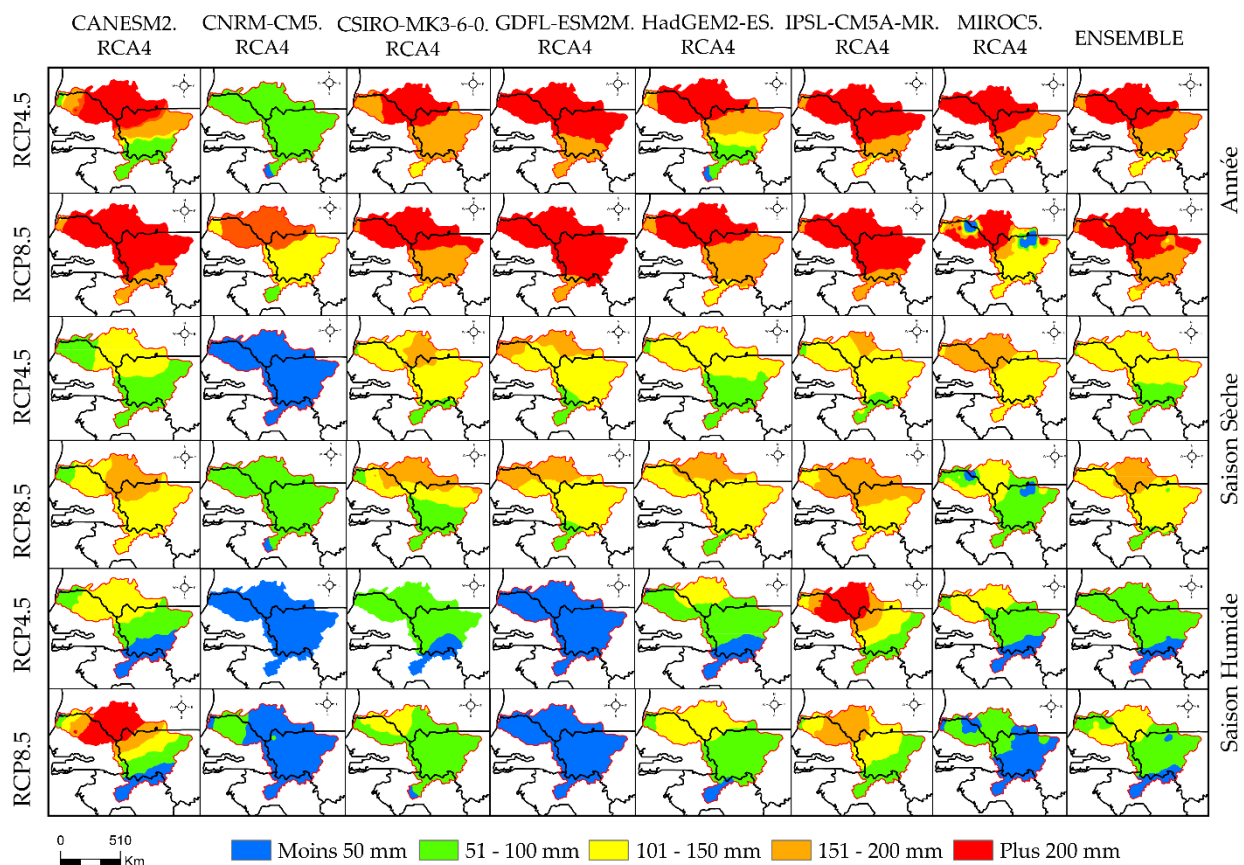 CANESM2. RCA4
CNRM-CM5. RCA4
CSIRO-MK3-6-0. RCA4
GDFL-ESM2M. RCA4
HadGEM2-ES. RCA4
IPSL-CM5A-MR. RCA4
MIROC5. RCA4
ENSEMBLE
RCP4.5
RCP8.5
Année
RCP4.5
RCP8.5
Saison Sèche
RCP4.5
RCP8.5
Saison Humide
0 510
Km
Moins 50 mm
51 - 100 mm
101 - 150 mm
151 - 200 mm
Plus 200 mm